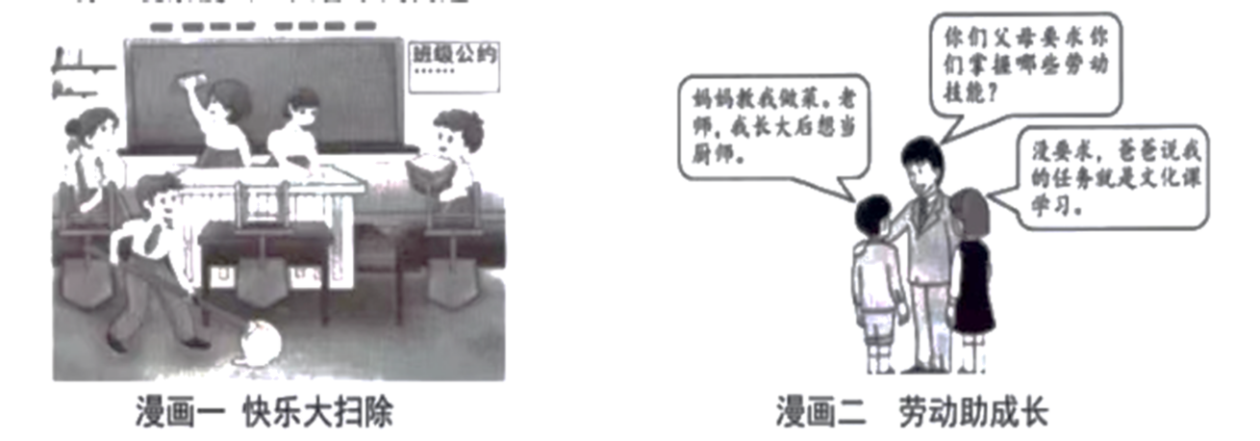 班级公约
……
漫画一 快乐大扫除
你们父母要求你
们掌握哪些劳动
技能?
妈妈教我做菜。老
师,我长大后想当
厨师。
没要求,爸爸说我
的任务就是文化课
学习。
漫画二 劳动助成长